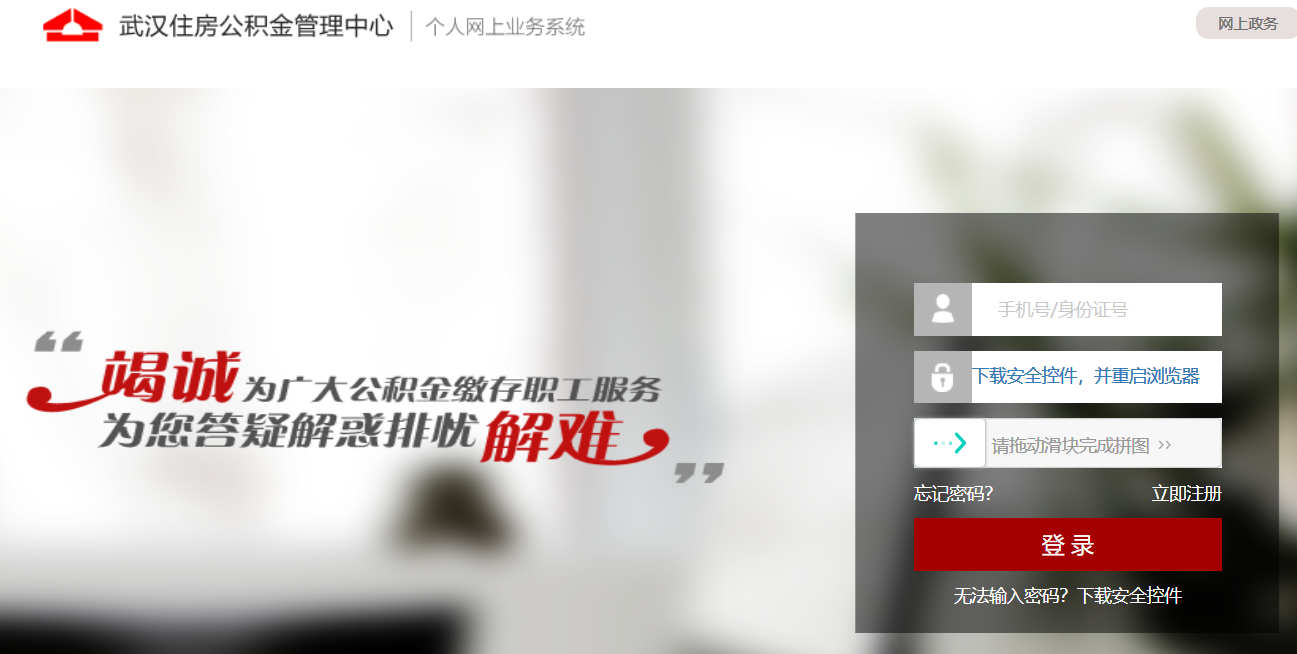 武汉住房公积金管理中心
个人网上业务系统
网上政务
“竭诚为广大公积金缴存职工服务
为您答疑解惑排忧解难”
手机号/身份证号
下载安全控件，并重启浏览器
请拖动滑块完成拼图 >>
忘记密码？
立即注册
登录
无法输入密码？下载安全控件